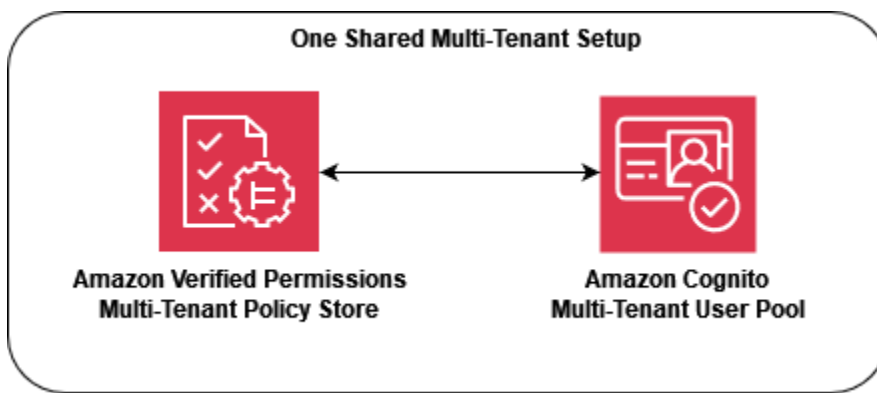 One Shared Multi-Tenant Setup
Amazon Verified Permissions
Multi-Tenant Policy Store
Amazon Cognito
Multi-Tenant User Pool